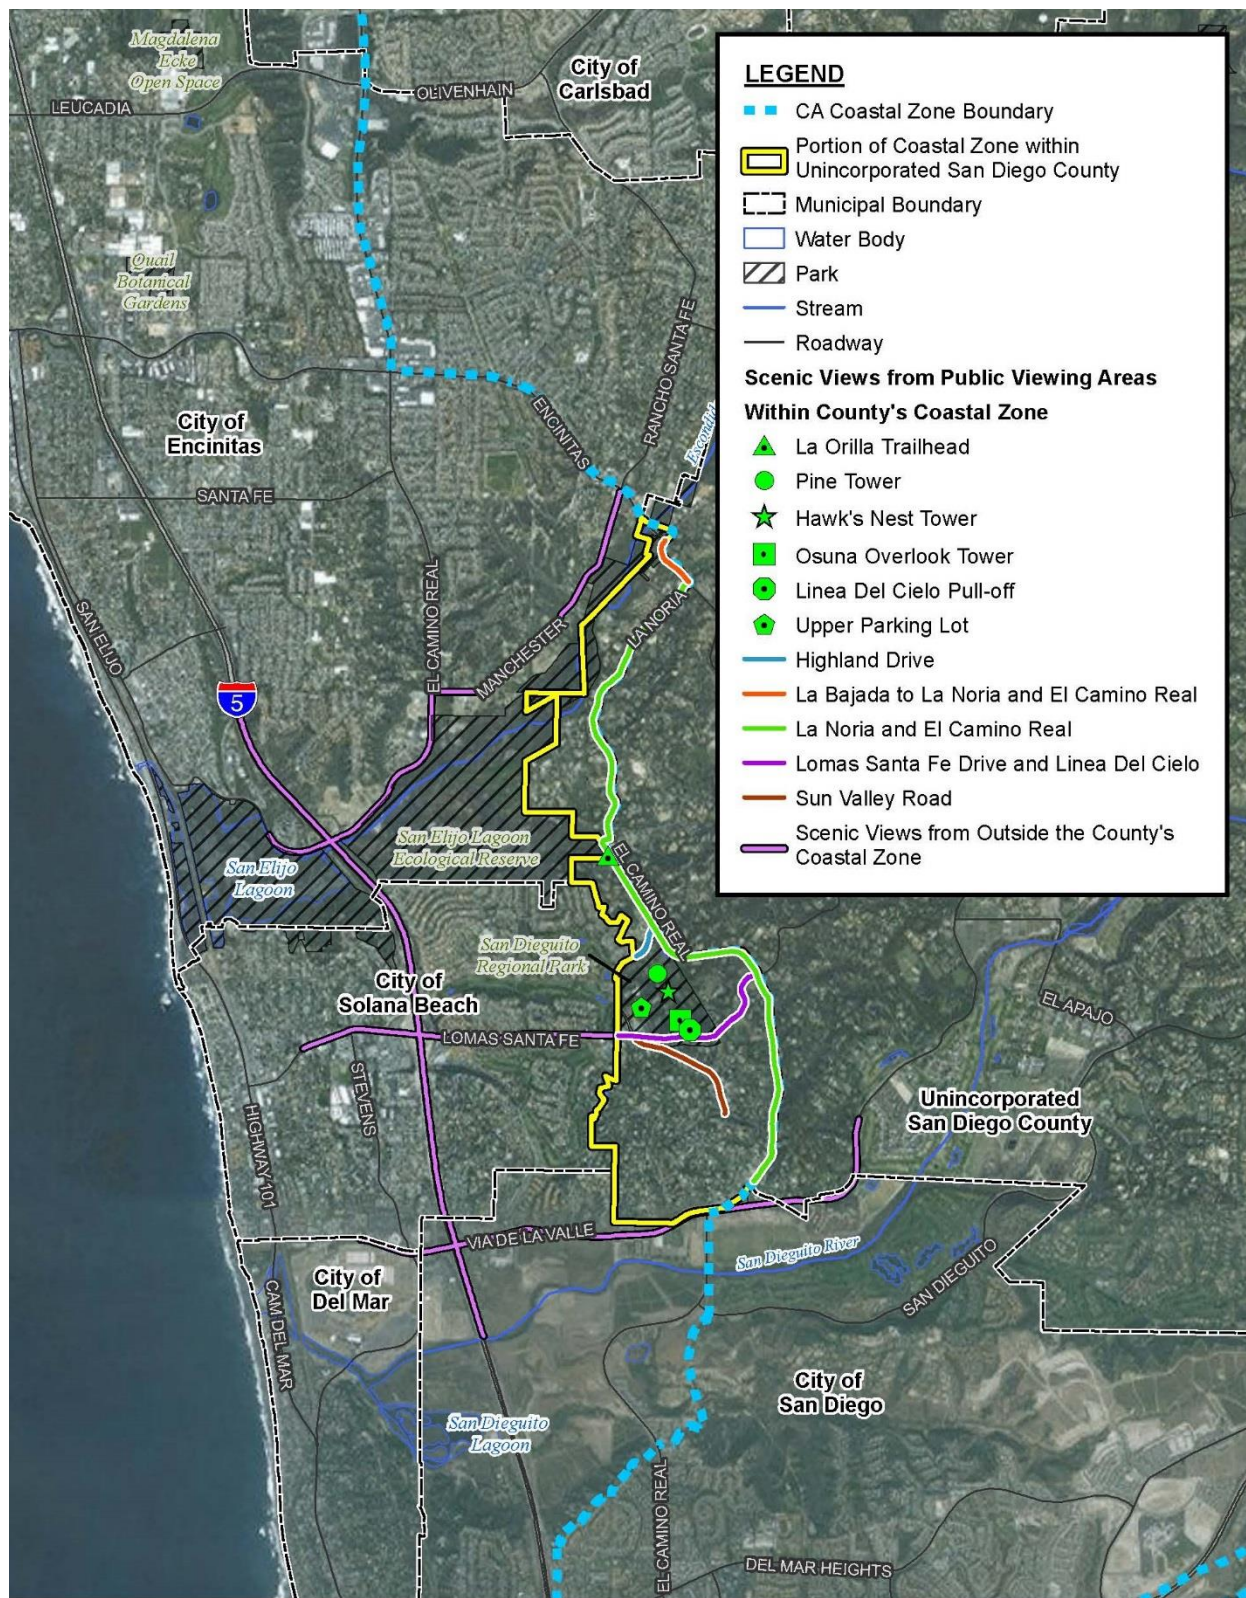 Magdalena
Ecke
Open Space
LEUCADIA
OLIVENHAIN
City of
Carlsbad
Quail
Botanical
Gardens
City of
Encinitas
ENCINITAS
RANCHO SANTA FE
Escondid
SANTA FE
SAN ELIJO
5
EL CAMINO REAL
MANCHESTER
LA NORIA
San Elijo Lagoon
Ecological Reserve
San Elijo
Lagoon
EL CAMINO REAL
San Dieguito
Regional Park
City of
Solana Beach
LOMAS SANTA FE
STEVENS
HIGHWAY 101
EL APAJO
Unincorporated
San Diego County
VIA DE LA VALLE
San Dieguito River
SAN DIEGUITO
City of
Del Mar
CAM DEL MAR
City of
San Diego
San Dieguito
Lagoon
EL CAMINO REAL
DEL MAR HEIGHTS
LEGEND
CA Coastal Zone Boundary
Portion of Coastal Zone within
Unincorporated San Diego County
Municipal Boundary
Water Body
Park
Stream
Roadway
Scenic Views from Public Viewing Areas
Within County's Coastal Zone
La Orilla Trailhead
Pine Tower
Hawk's Nest Tower
Osuna Overlook Tower
Linea Del Cielo Pull-off
Upper Parking Lot
Highland Drive
La Bajada to La Noria and El Camino Real
La Noria and El Camino Real
Lomas Santa Fe Drive and Linea Del Cielo
Sun Valley Road
Scenic Views from Outside the County's
Coastal Zone